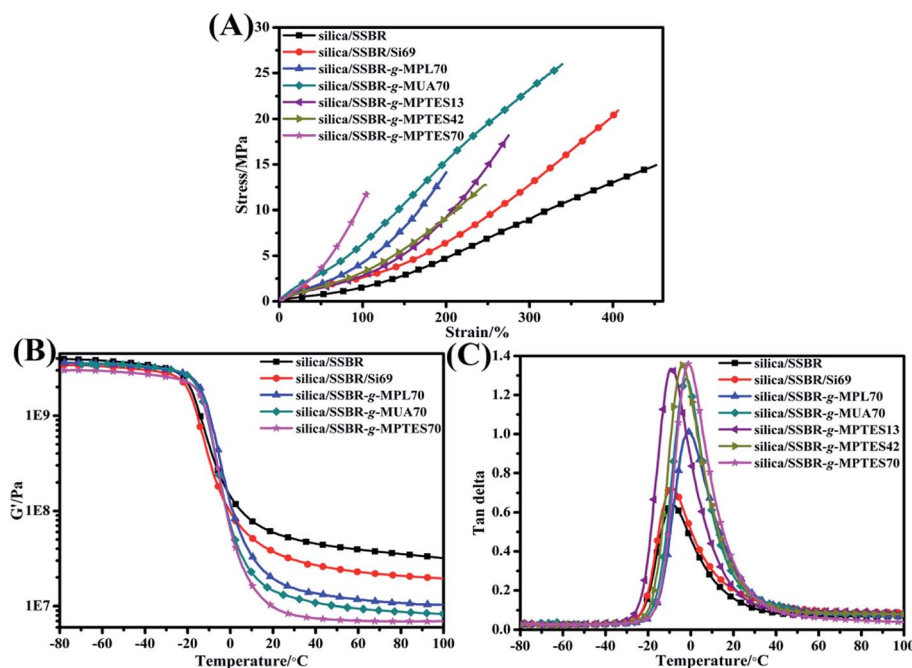 (A)
silica/SSBR
silica/SSBR/Si69
silica/SSBR-g-MPL70
silica/SSBR-g-MUA70
silica/SSBR-g-MPTES13
silica/SSBR-g-MPTES42
silica/SSBR-g-MPTES70
Stress/MPa
30
25
20
15
10
5
0
0 100 200 300 400
Strain/%
(B)
silica/SSBR
silica/SSBR/Si69
silica/SSBR-g-MPL70
silica/SSBR-g-MUA70
silica/SSBR-g-MPTES70
G'/Pa
1E9
1E8
1E7
-80 -60 -40 -20 0 20 40 60 80 100
Temperature/°C
(C)
silica/SSBR
silica/SSBR/Si69
silica/SSBR-g-MPL70
silica/SSBR-g-MUA70
silica/SSBR-g-MPTES13
silica/SSBR-g-MPTES42
silica/SSBR-g-MPTES70
Tan delta
1.4
1.2
1.0
0.8
0.6
0.4
0.2
0.0
-80 -60 -40 -20 0 20 40 60 80 100
Temperature/°C